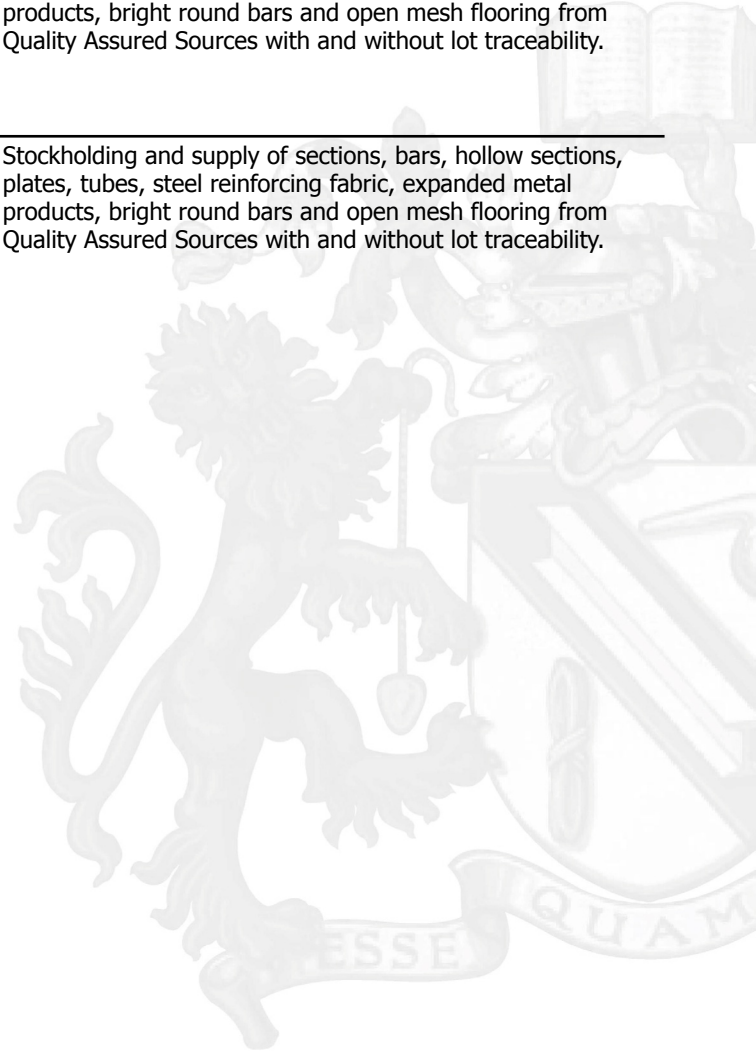 products, bright round bars and open mesh flooring from
Quality Assured Sources with and without lot traceability.
Stockholding and supply of sections, bars, hollow sections,
plates, tubes, steel reinforcing fabric, expanded metal
products, bright round bars and open mesh flooring from
Quality Assured Sources with and without lot traceability.
ESSE QUAM